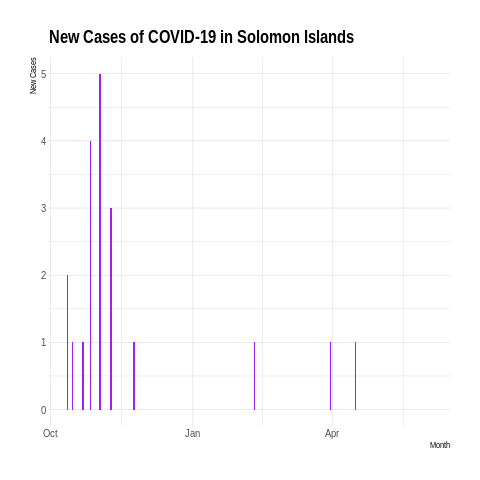 New Cases of COVID-19 in Solomon Islands
New Cases
5
4
3
2
1
0
Oct
Jan
Apr
Month